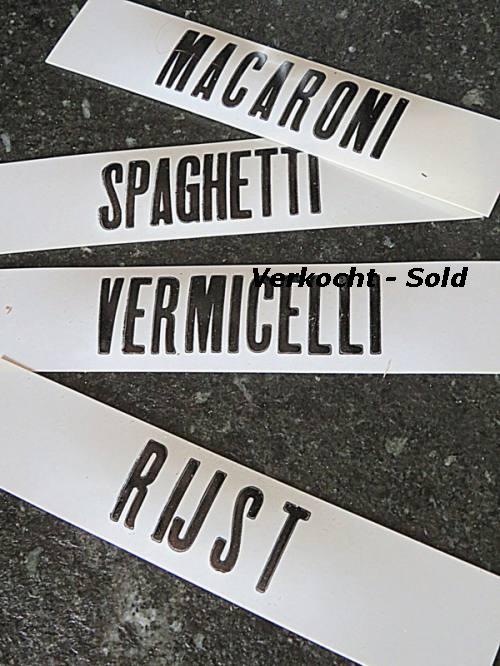 MACARONI
SPAGHETTI
Verkocht - Sold
VERMICELLI
RIJST